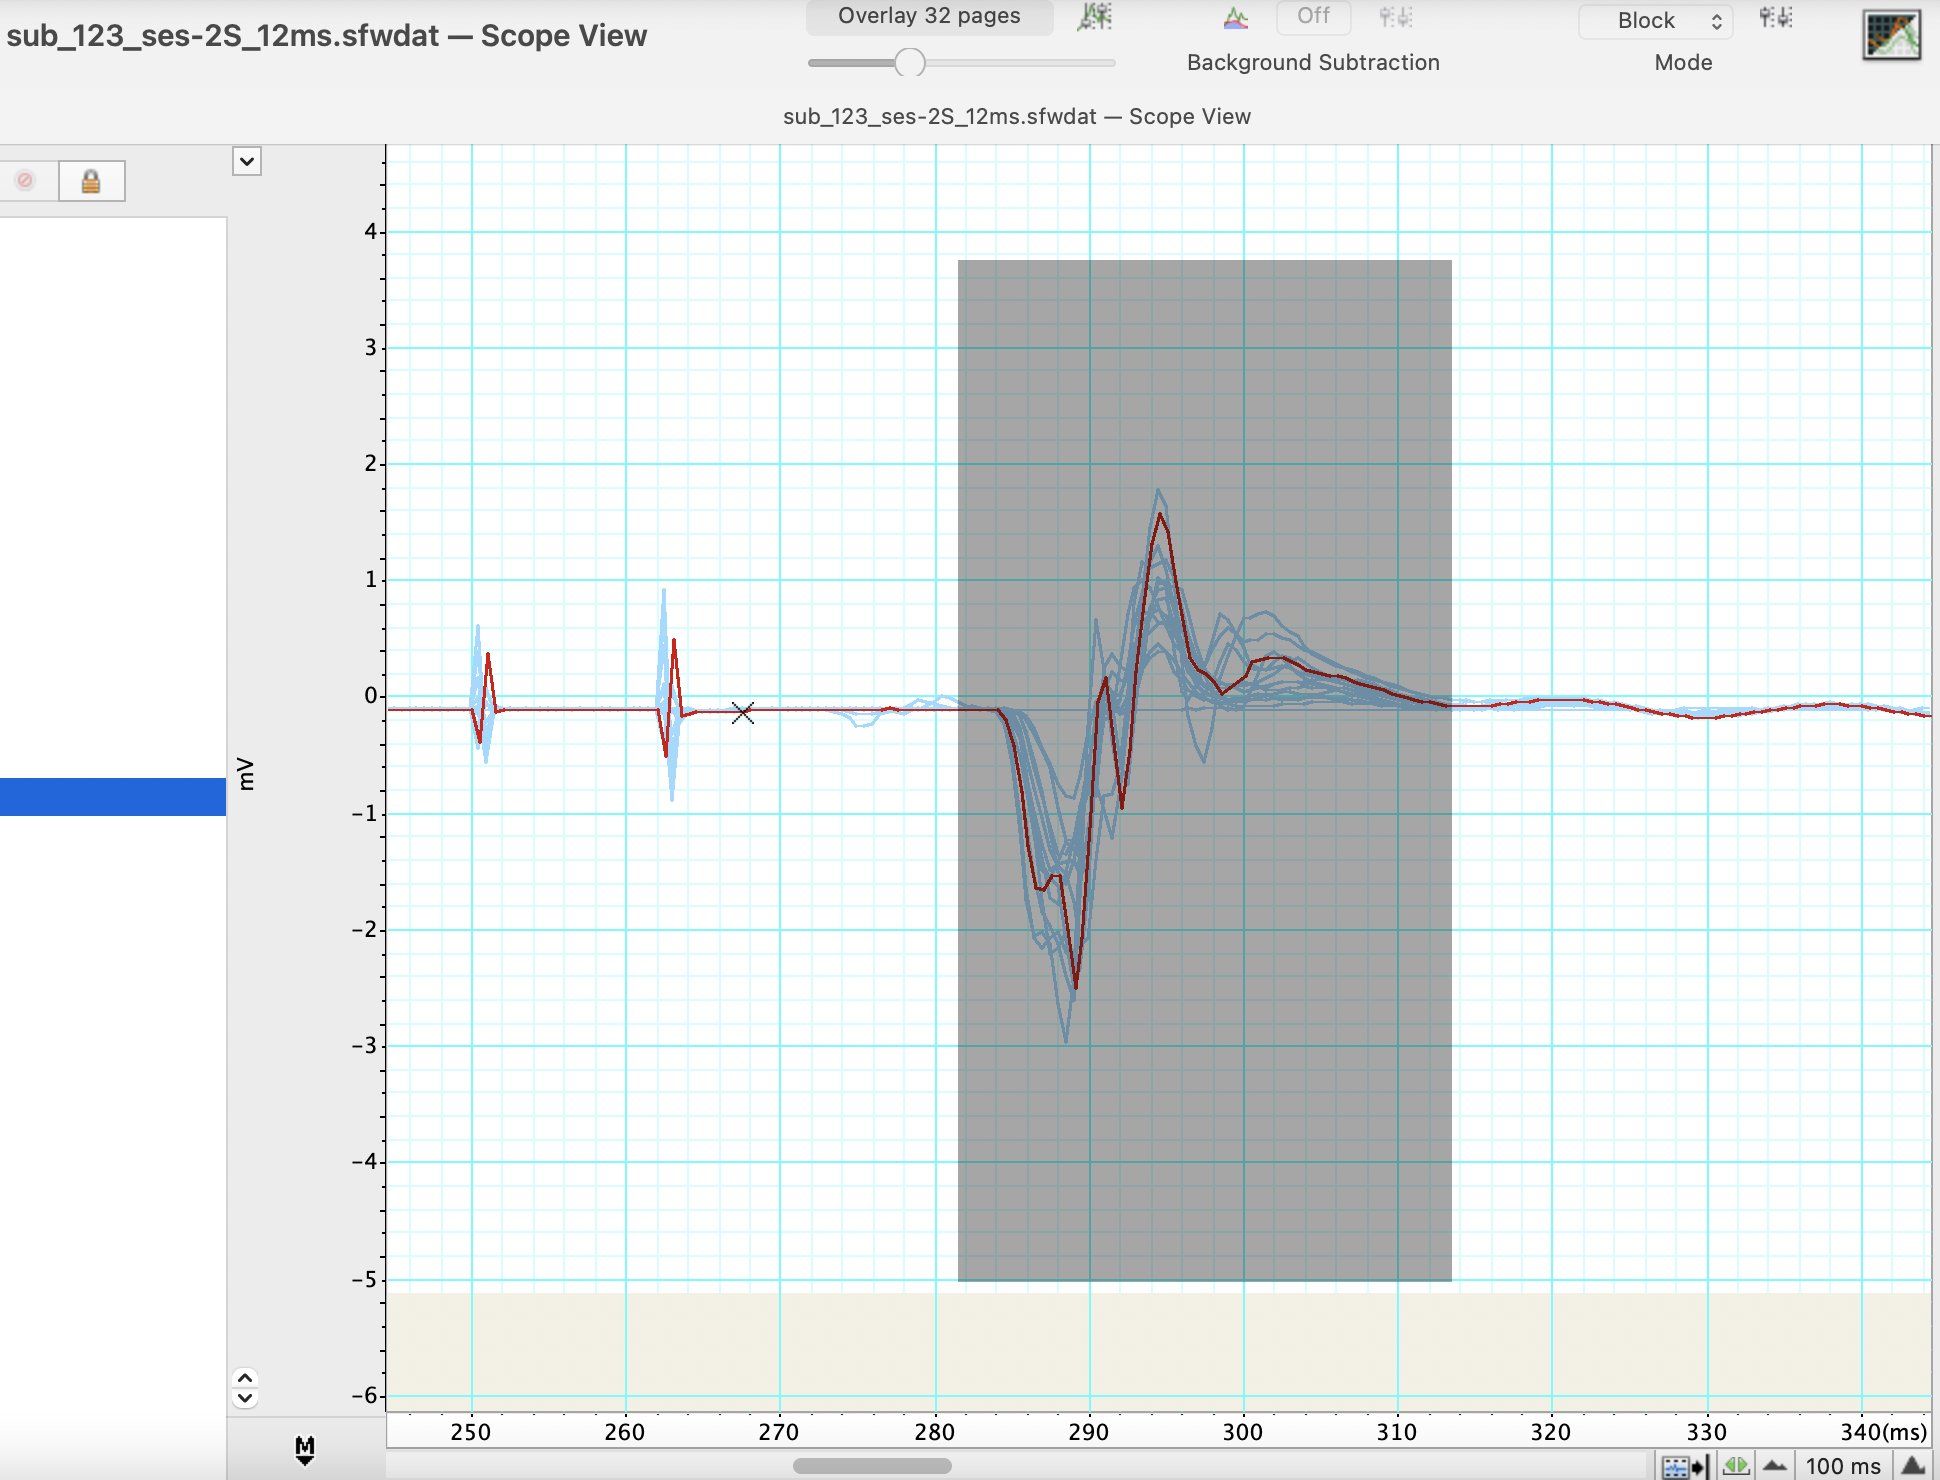 sub_123_ses-2S_12ms.sfwdat — Scope View
Overlay 32 pages
Off
Background Subtraction
Block
Mode
sub_123_ses-2S_12ms.sfwdat — Scope View
4
3
2
1
0
mV
−1
−2
−3
−4
−5
−6
250 260 270 280 290 300 310 320 330 340(ms)
M
100 ms